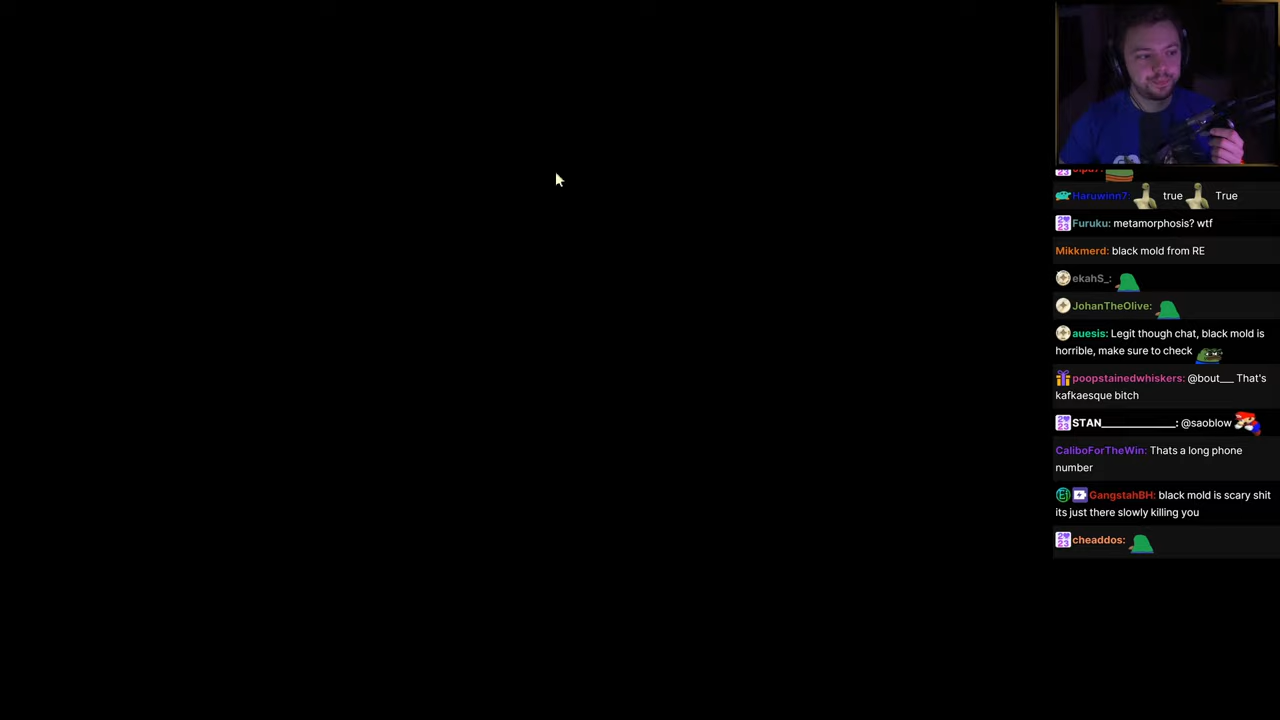 Haruwinn7: true True
Furuku: metamorphosis? wtf
Mikkmerd: black mold from RE
ekahS_:
JohanTheOlive:
auesis: Legit though chat, black mold is
horrible, make sure to check
poopstainedwhiskers: @bout___ That's
kafkaesque bitch
STAN______________: @saoblow
CaliboForTheWin: Thats a long phone
number
GangstahBH: black mold is scary shit
its just there slowly killing you
cheaddos: